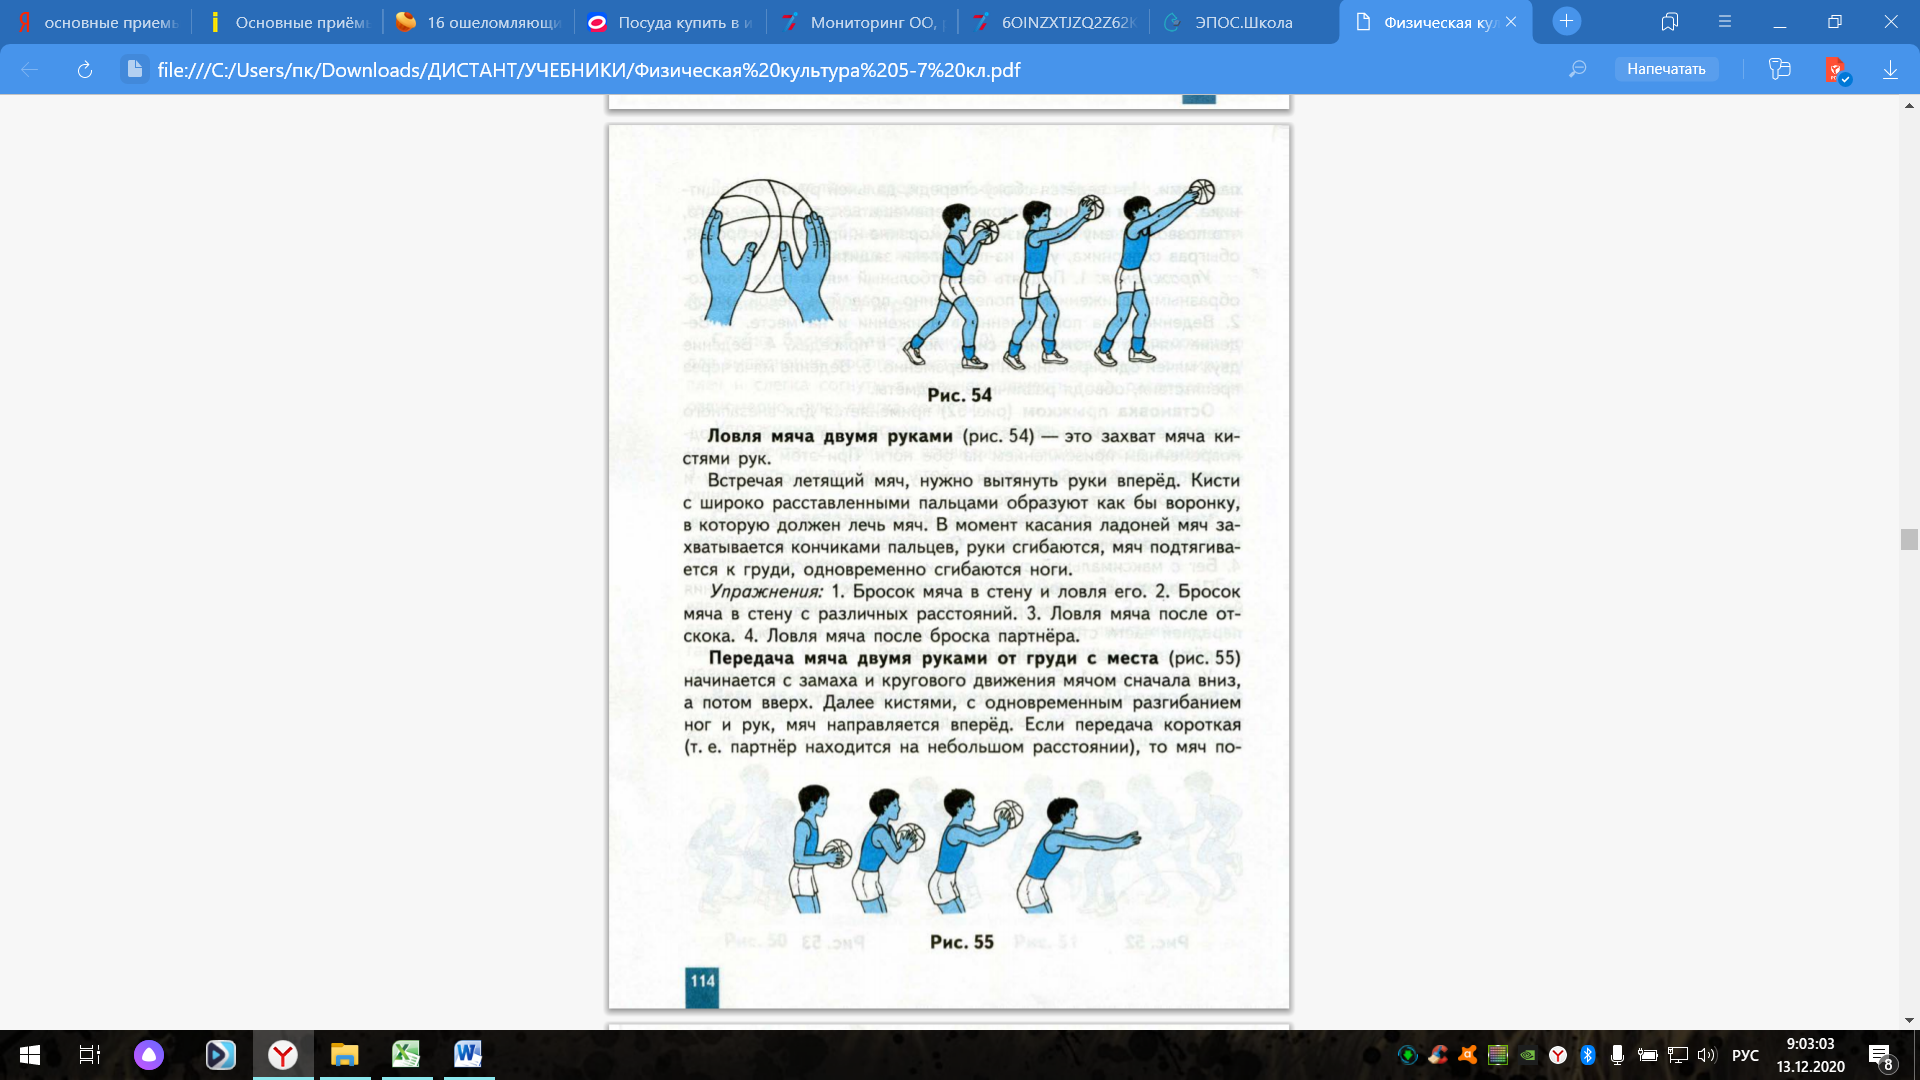 основные приемы
Основные приёмы
16 ошеломляющи
Посуда купить в и
Мониторинг ОО, р
6OINZXTJZQ2Z62K
ЭПОС.Школа
Физическая кул
file:///C:/Users/пк/Downloads/ДИСТАНТ/УЧЕБНИКИ/Физическая%20культура%205-7%20кл.pdf
Напечатать
Рис. 54
Ловля мяча двумя руками (рис. 54) — это захват мяча ки-
стями рук.
Встречая летящий мяч, нужно вытянуть руки вперёд. Кисти
с широко расставленными пальцами образуют как бы воронку,
в которую должен лечь мяч. В момент касания ладоней мяч за-
хватывается кончиками пальцев, руки сгибаются, мяч подтягива-
ется к груди, одновременно сгибаются ноги.
Упражнения: 1. Бросок мяча в стену и ловля его. 2. Бросок
мяча в стену с различных расстояний. 3. Ловля мяча после от-
скока. 4. Ловля мяча после броска партнёра.
Передача мяча двумя руками от груди с места (рис. 55)
начинается с замаха и кругового движения мячом сначала вниз,
а потом вверх. Далее кистями, с одновременным разгибанием
ног и рук, мяч направляется вперёд. Если передача короткая
(т. е. партнёр находится на небольшом расстоянии), то мяч по-
Рис. 55
114
РУС
9:03:03
13.12.2020
8